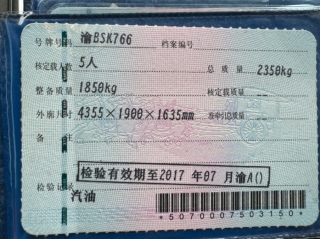 号牌号码 渝BSK766 档案编号
核定载人数 5人 总质量 2350kg
整备质量 1850kg 核定载质量 --
外廓尺寸 4355×1900×1635mm 准牵引总质量 --
备注
检验有效期至2017 年07 月渝A()
检验记录
汽油
*5070007503150*